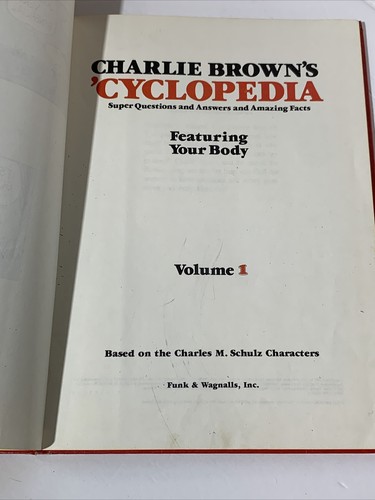 CHARLIE BROWN'S
'CYCLOPEDIA
Super Questions and Answers and Amazing Facts
Featuring
Your Body
Volume 1
Based on the Charles M. Schulz Characters
Funk & Wagnalls, Inc.